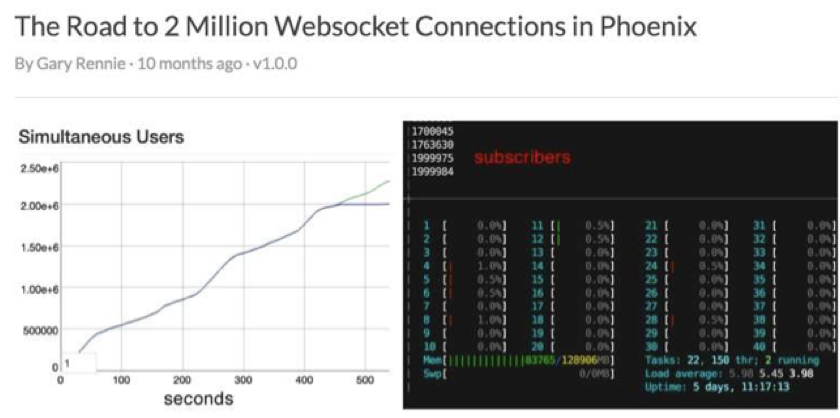 The Road to 2 Million Websocket Connections in Phoenix
By Gary Rennie · 10 months ago · v1.0.0
Simultaneous Users
2.50e+6
2.00e+6
1.50e+6
1.00e+6
500000
0
1
0 100 200 300 400 500
seconds
1700045
1763630
1999975
1999984
subscribers
1 [ 0.0%] 11 [| 0.5%] 21 [ 0.0%] 31 [ 0.0%]
2 [ 0.0%] 12 [| 0.5%] 22 [ 0.0%] 32 [ 0.0%]
3 [ 0.0%] 13 [ 0.0%] 23 [ 0.0%] 33 [ 0.0%]
4 [| 1.0%] 14 [ 0.0%] 24 [| 0.5%] 34 [ 0.0%]
5 [| 0.5%] 15 [ 0.0%] 25 [ 0.0%] 35 [ 0.0%]
6 [| 0.5%] 16 [ 0.0%] 26 [ 0.0%] 36 [ 0.0%]
7 [ 0.0%] 17 [ 0.0%] 27 [ 0.0%] 37 [ 0.0%]
8 [| 1.0%] 18 [ 0.0%] 28 [| 0.5%] 38 [ 0.0%]
9 [ 0.0%] 19 [ 0.0%] 29 [ 0.0%] 39 [ 0.0%]
10 [ 0.0%] 20 [ 0.0%] 30 [ 0.0%] 40 [ 0.0%]
Mem[||||||||||||||83765/128906MB] Tasks: 22, 150 thr; 2 running
Swp[ 0/0MB] Load average: 5.98 5.45 3.98
Uptime: 5 days, 11:17:13